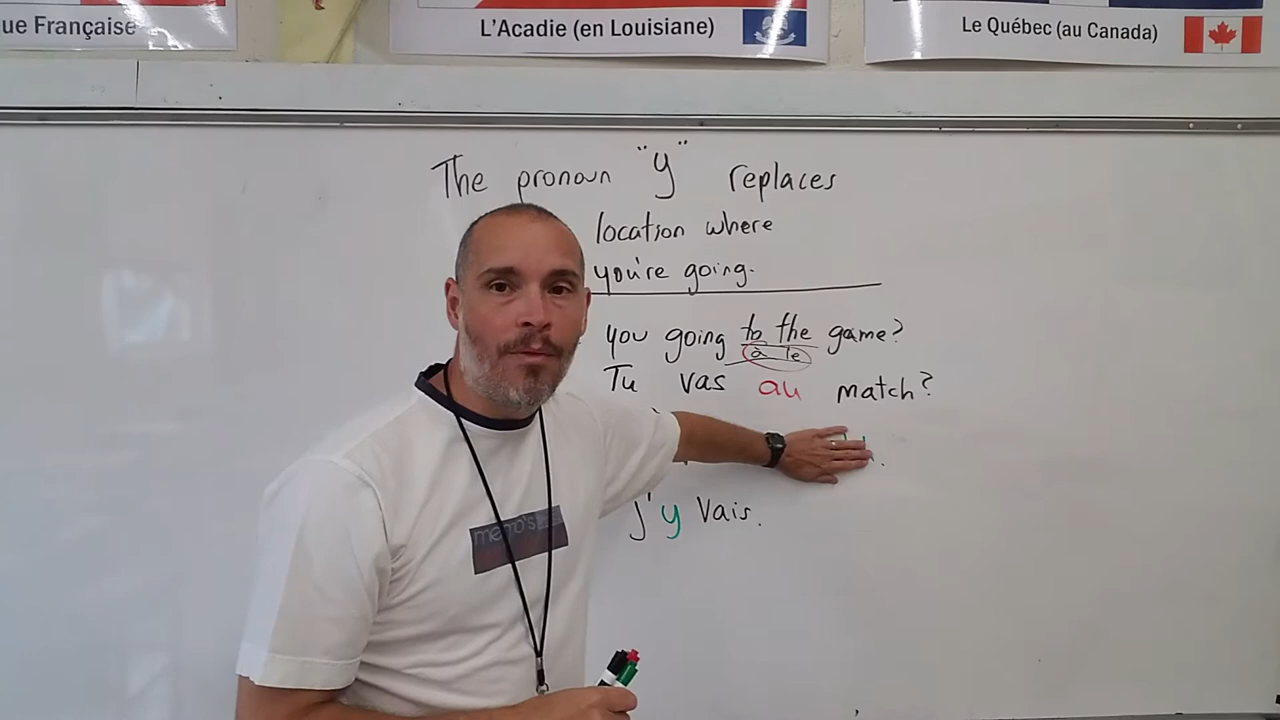 ue Française
L'Acadie (en Louisiane)
Le Québec (au Canada)
The pronoun "y" replaces
location where
you're going.
you going to the game?
à le
Tu vas au match?
j'y vais.